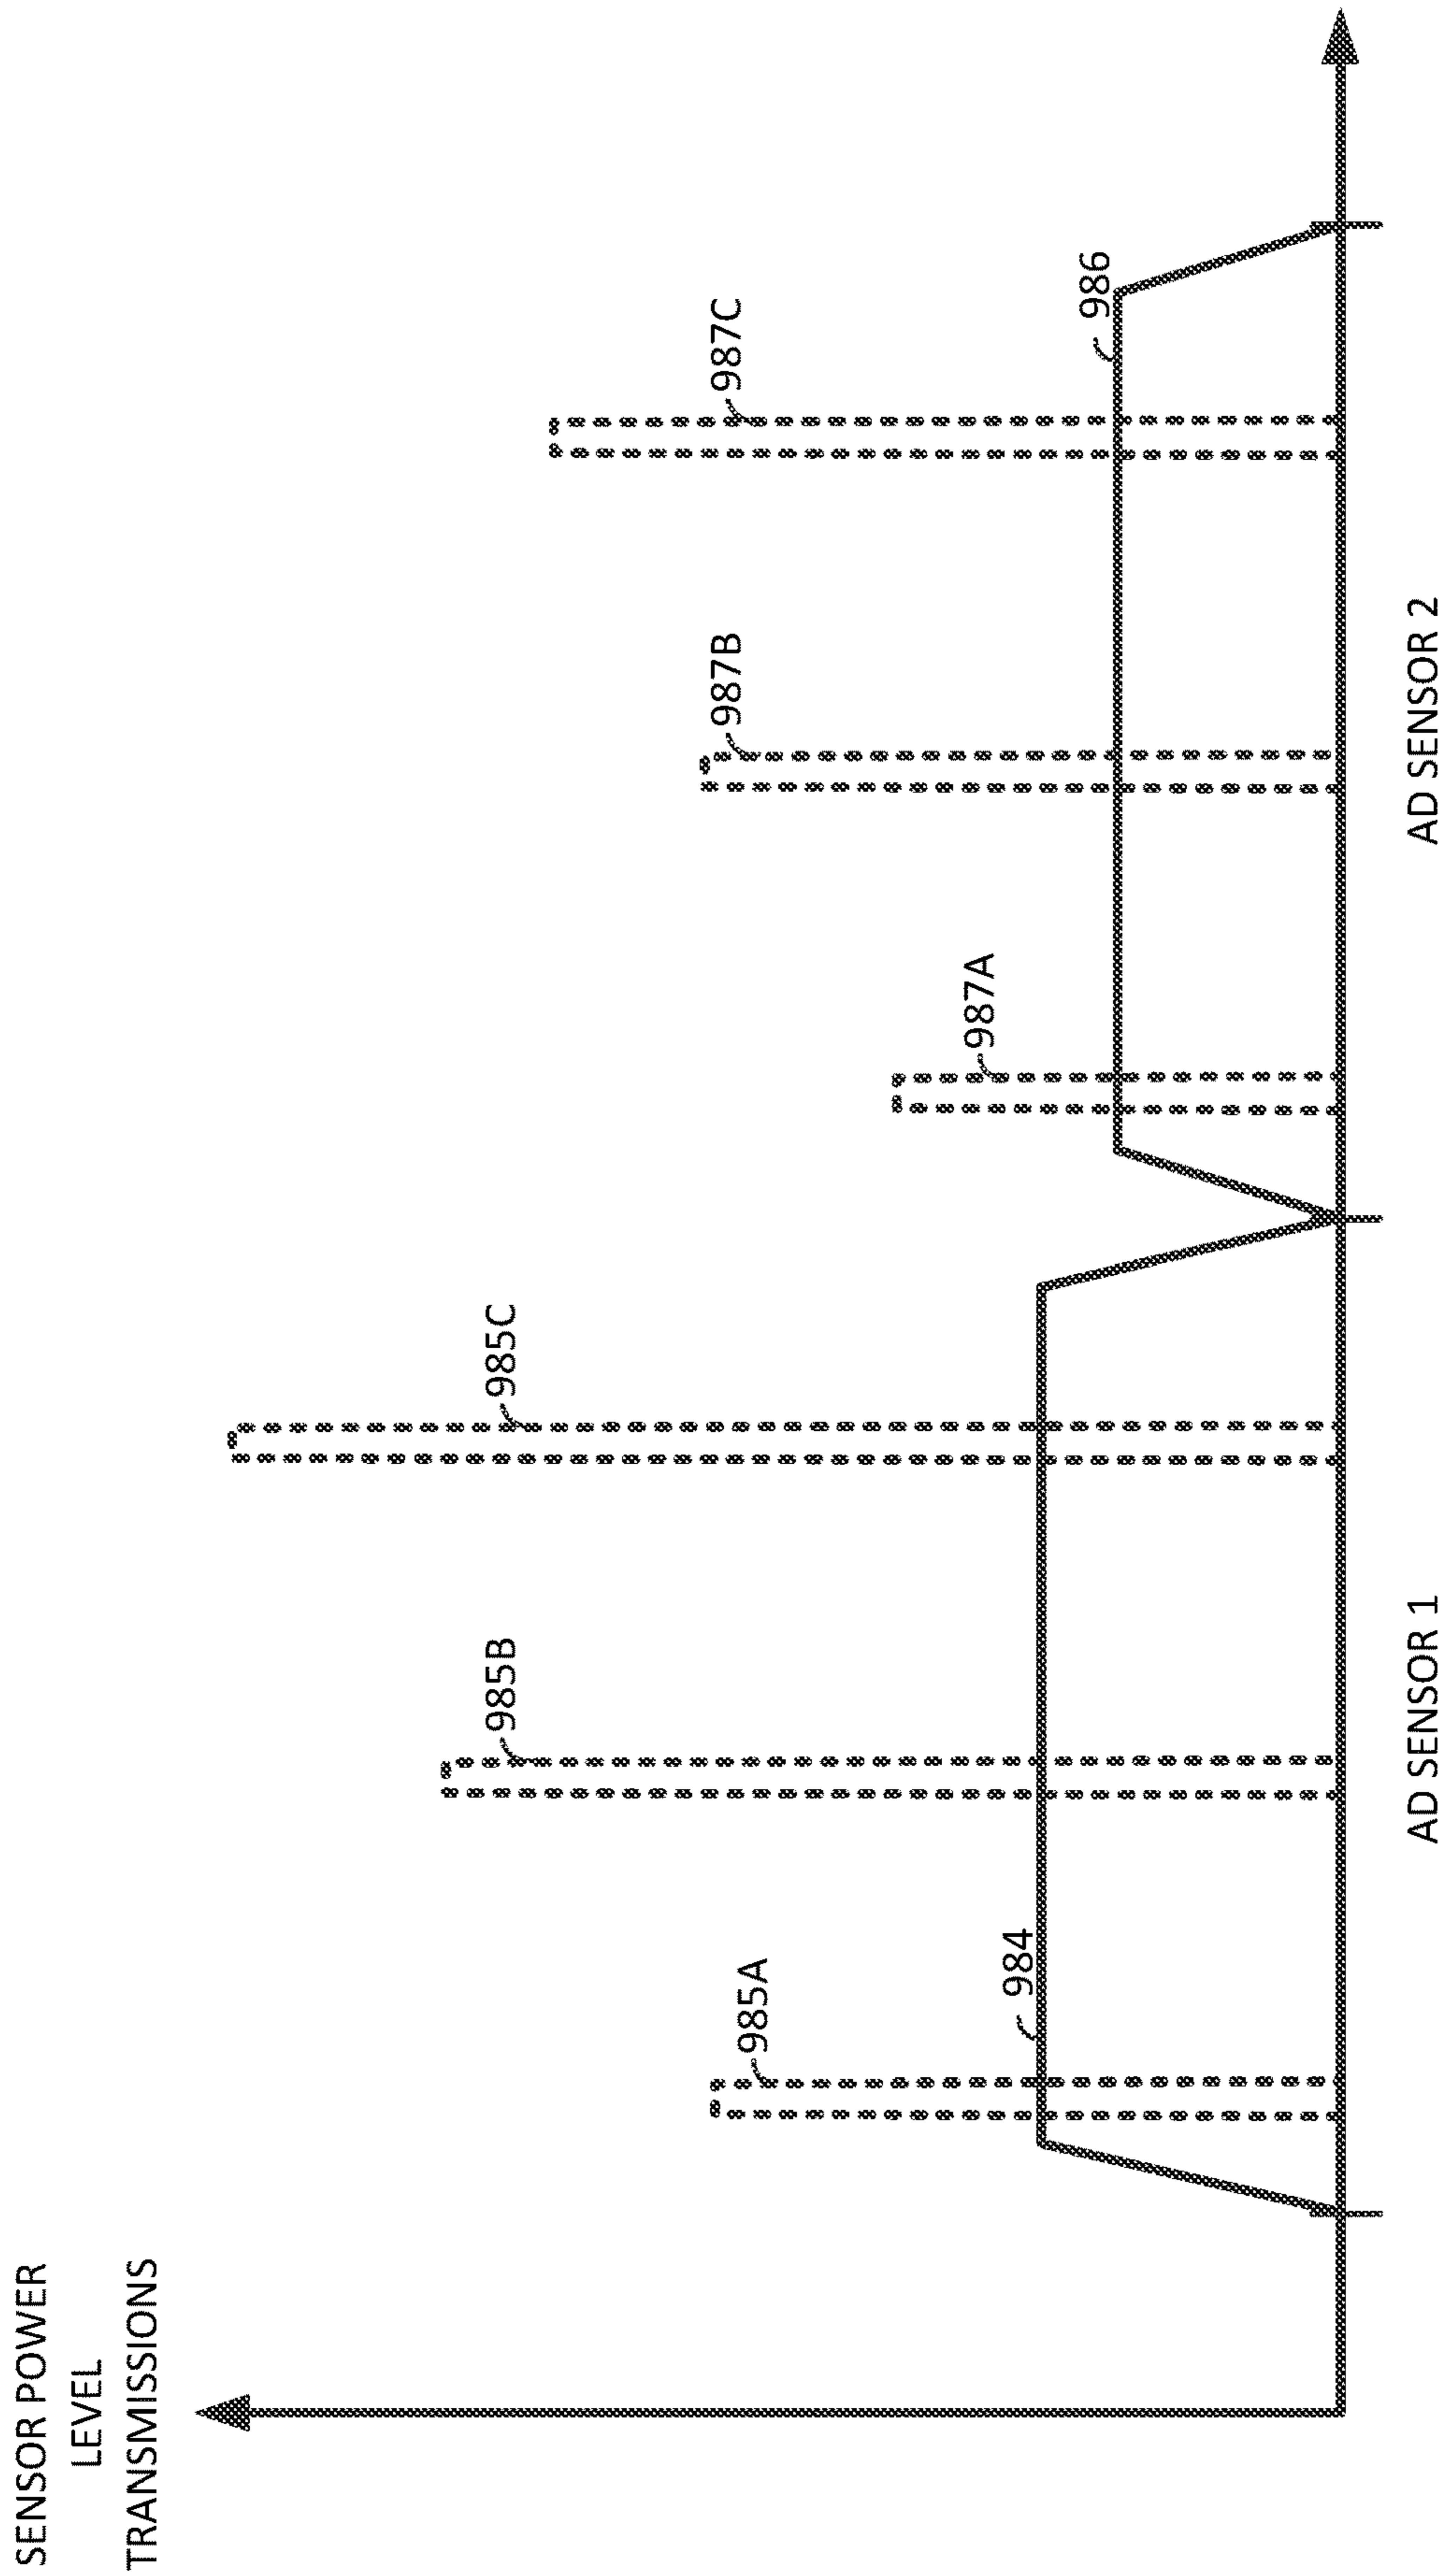 SENSOR POWER
LEVEL
TRANSMISSIONS
985C
985B
987C
987B
985A
987A
984
986
AD SENSOR 1
AD SENSOR 2